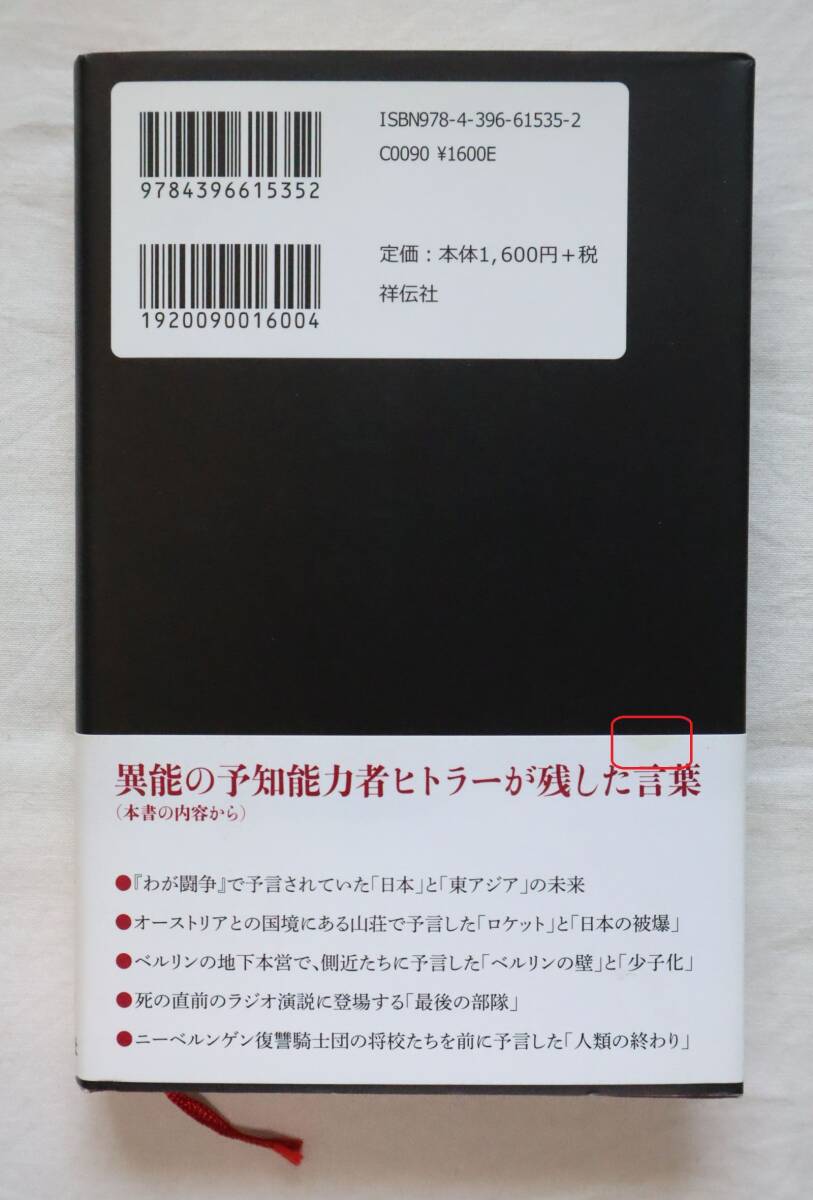 ISBN978-4-396-61535-2
C0090 ¥1600E
9784396615352
定価：本体1,600円＋税
祥伝社
1920090016004
異能の予知能力者ヒトラーが残した言葉
（本書の内容から）
●『わが闘争』で予言されていた「日本」と「東アジア」の未来
●オーストリアとの国境にある山荘で予言した「ロケット」と「日本の被爆」
●ベルリンの地下本営で、側近たちに予言した「ベルリンの壁」と「少子化」
●死の直前のラジオ演説に登場する「最後の部隊」
●ニーベルンゲン復讐騎士団の将校たちを前に予言した「人類の終わり」